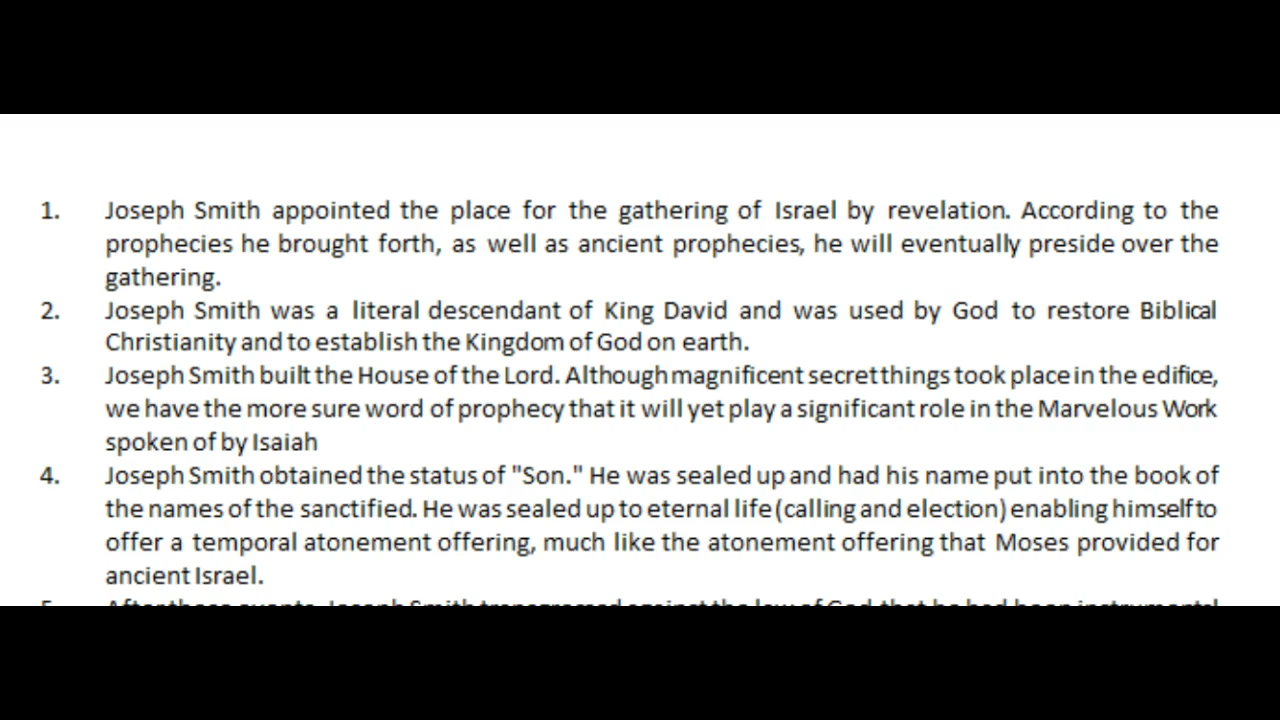 1. Joseph Smith appointed the place for the gathering of Israel by revelation. According to the
prophecies he brought forth, as well as ancient prophecies, he will eventually preside over the
gathering.
2. Joseph Smith was a literal descendant of King David and was used by God to restore Biblical
Christianity and to establish the Kingdom of God on earth.
3. Joseph Smith built the House of the Lord. Although magnificent secret things took place in the edifice,
we have the more sure word of prophecy that it will yet play a significant role in the Marvelous Work
spoken of by Isaiah
4. Joseph Smith obtained the status of "Son." He was sealed up and had his name put into the book of
the names of the sanctified. He was sealed up to eternal life (calling and election) enabling himself to
offer a temporal atonement offering, much like the atonement offering that Moses provided for
ancient Israel.